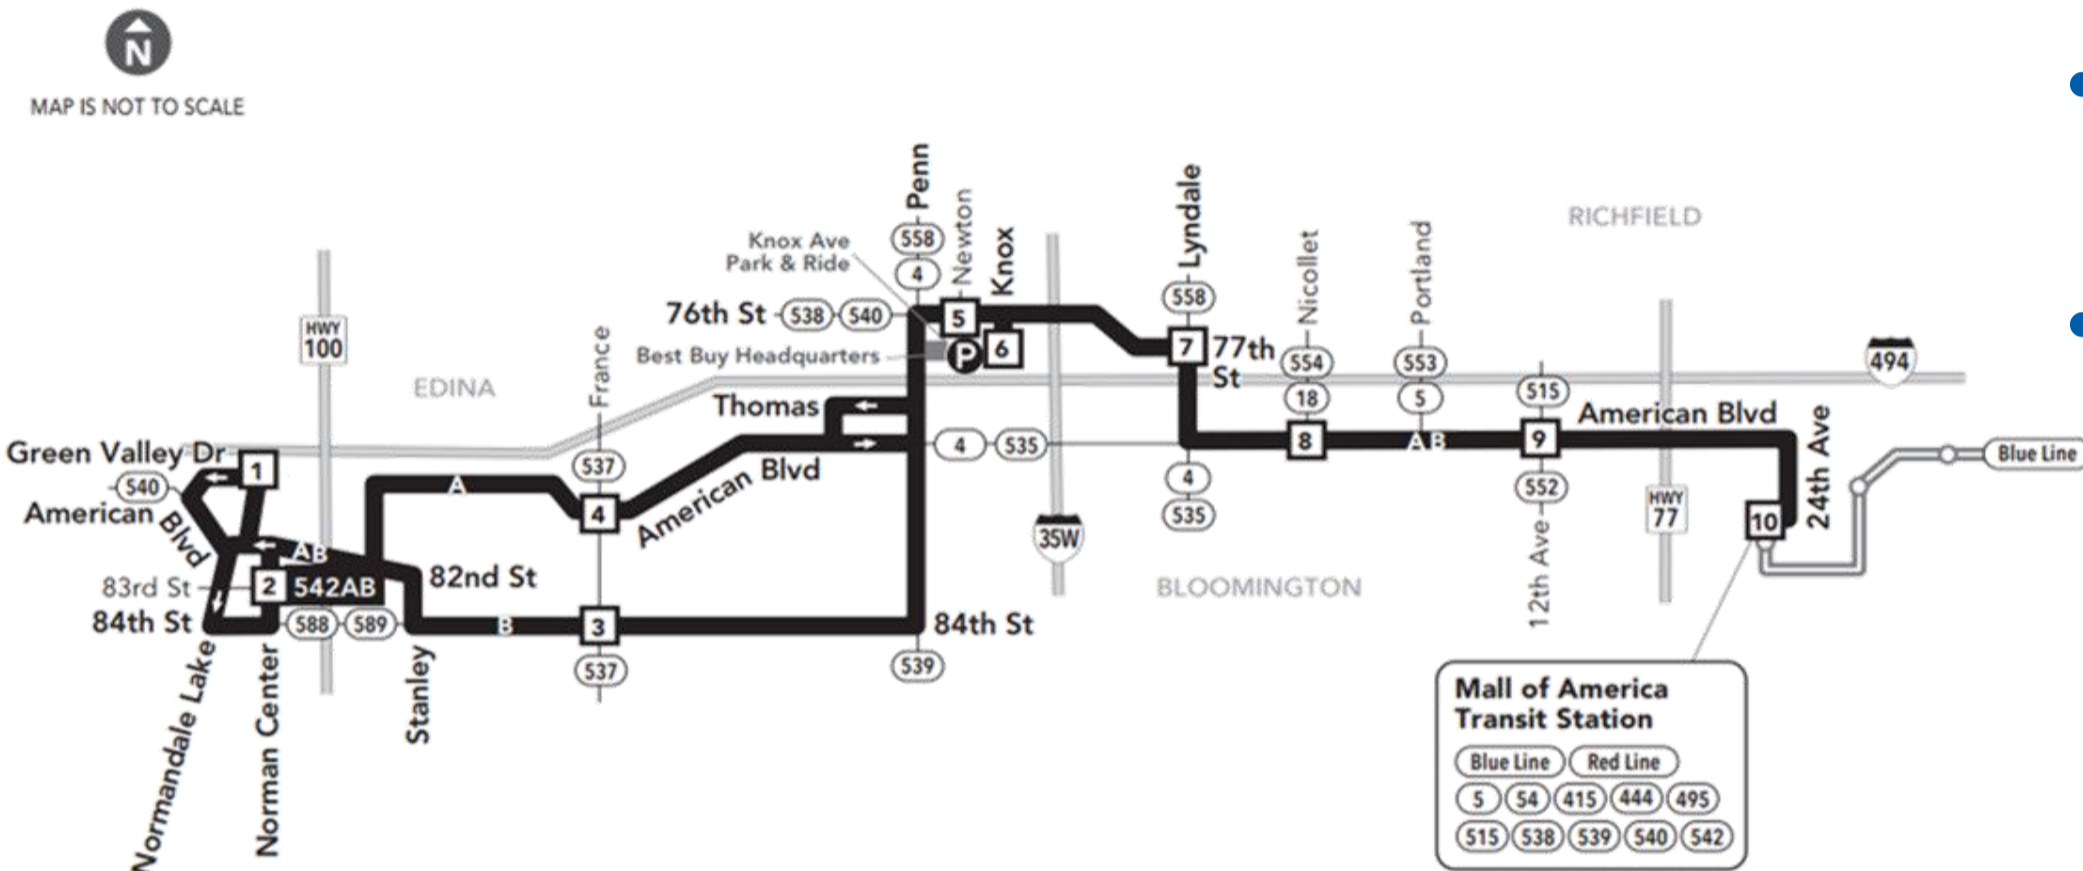 N
MAP IS NOT TO SCALE
RICHFIELD
Penn
Newton
Knox
Lyndale
Nicollet
Portland
Knox Ave
Park & Ride
558
4
558
76th St
538
540
5
HWY
100
France
Best Buy Headquarters
P
6
7
77th
St
554
553
494
EDINA
18
5
515
Thomas
American Blvd
24th Ave
Green Valley Dr
1
537
4
535
8
AB
9
Blue Line
540
A
Blvd
4
552
HWY
77
American
Blvd
4
American
535
10
35W
AB
12th Ave
83rd St
2
542AB
82nd St
BLOOMINGTON
84th St
588
589
B
3
84th St
537
539
Normandale Lake
Norman Center
Stanley
Mall of America
Transit Station
Blue Line
Red Line
5 54 415 444 495
515 538 539 540 542